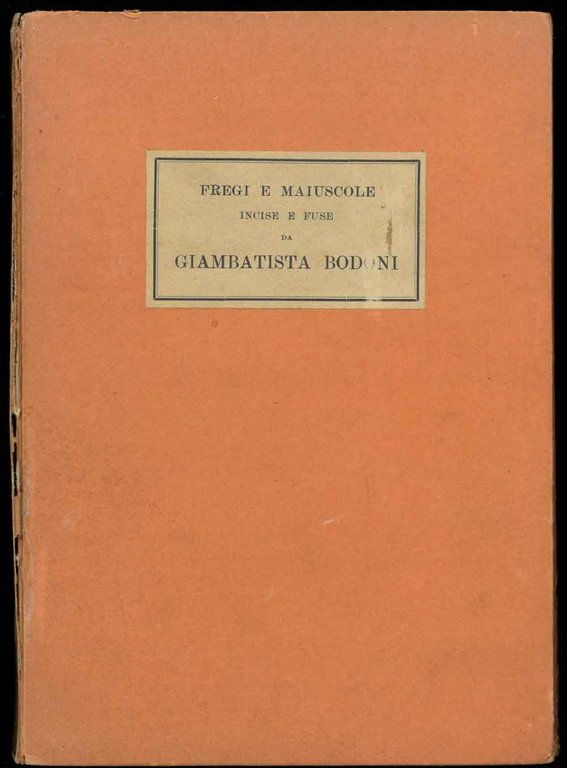 FREGI E MAIUSCOLE
INCISE E FUSE
DA
GIAMBATISTA BODONI